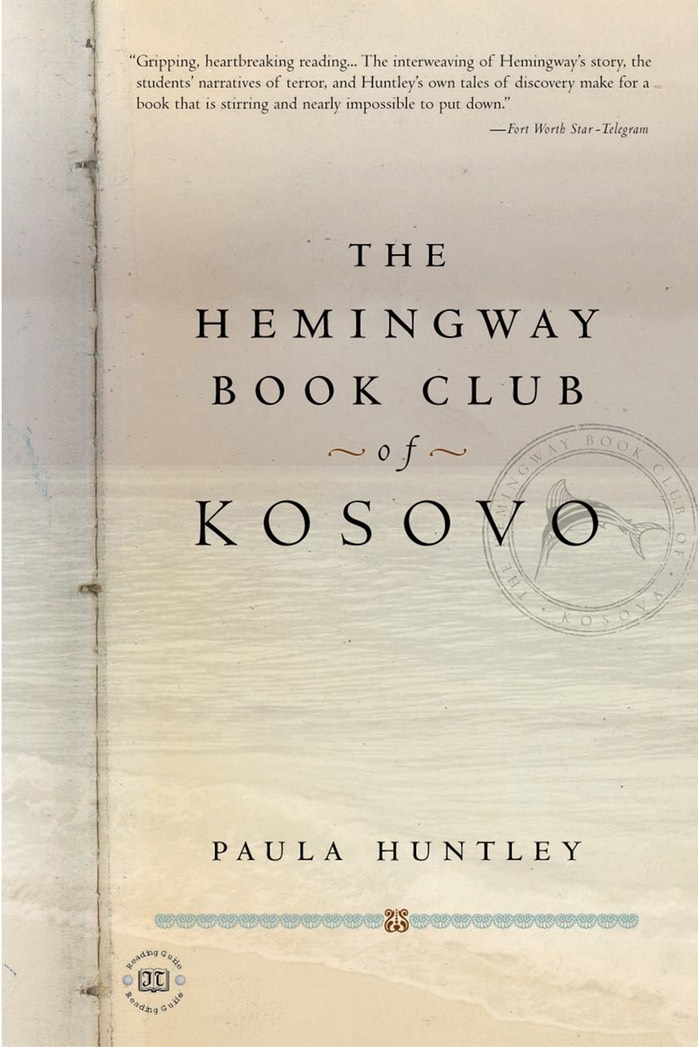 “Gripping, heartbreaking reading... The interweaving of Hemingway's story, the
students' narratives of terror, and Huntley's own tales of discovery make for a
book that is stirring and nearly impossible to put down.”
—Fort Worth Star-Telegram
THE
HEMINGWAY
BOOK CLUB
~ of ~
KOSOVO
THE HEMINGWAY BOOK CLUB OF • KOSOVA •
PAULA HUNTLEY
Reading Guide
JT
Reading Guide